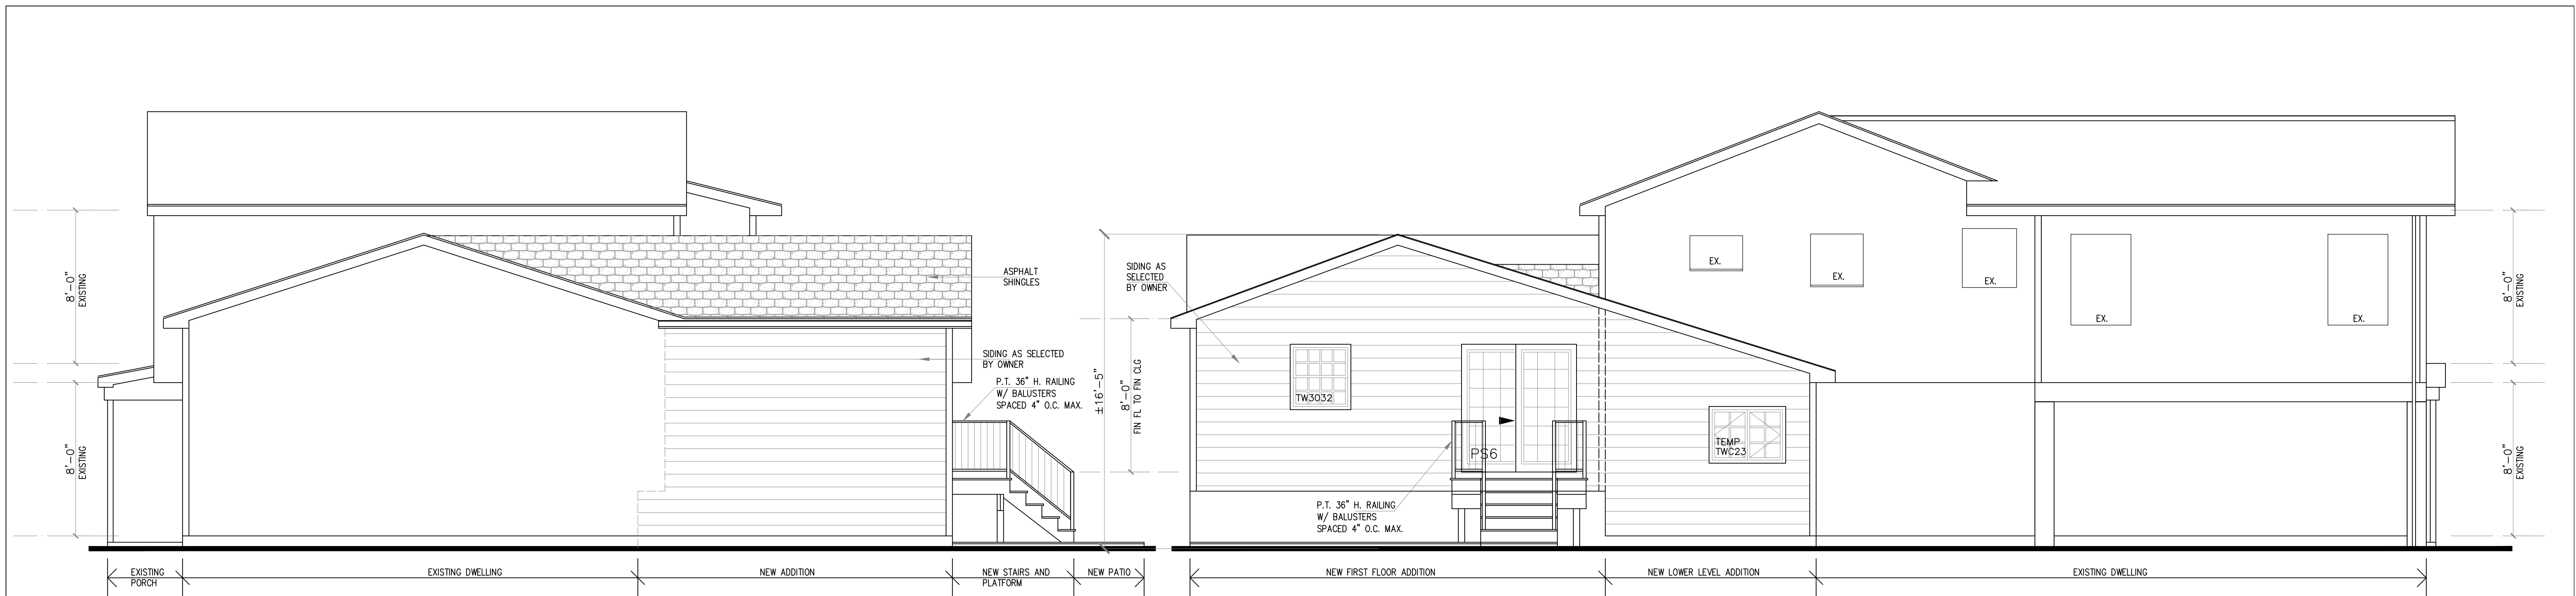 8'-0"
EXISTING
8'-0"
EXISTING
ASPHALT
SHINGLES
SIDING AS SELECTED
BY OWNER
P.T. 36" H. RAILING
W/ BALUSTERS
SPACED 4" O.C. MAX.
EXISTING
PORCH
EXISTING DWELLING
NEW ADDITION
NEW STAIRS AND
PLATFORM
NEW PATIO
±16'-5"
8'-0"
FIN FL TO FIN CLG
SIDING AS
SELECTED
BY OWNER
TW3032
PS6
P.T. 36" H. RAILING
W/ BALUSTERS
SPACED 4" O.C. MAX.
TEMP
TWC23
EX.
EX.
EX.
EX.
EX.
8'-0"
EXISTING
8'-0"
EXISTING
NEW FIRST FLOOR ADDITION
NEW LOWER LEVEL ADDITION
EXISTING DWELLING